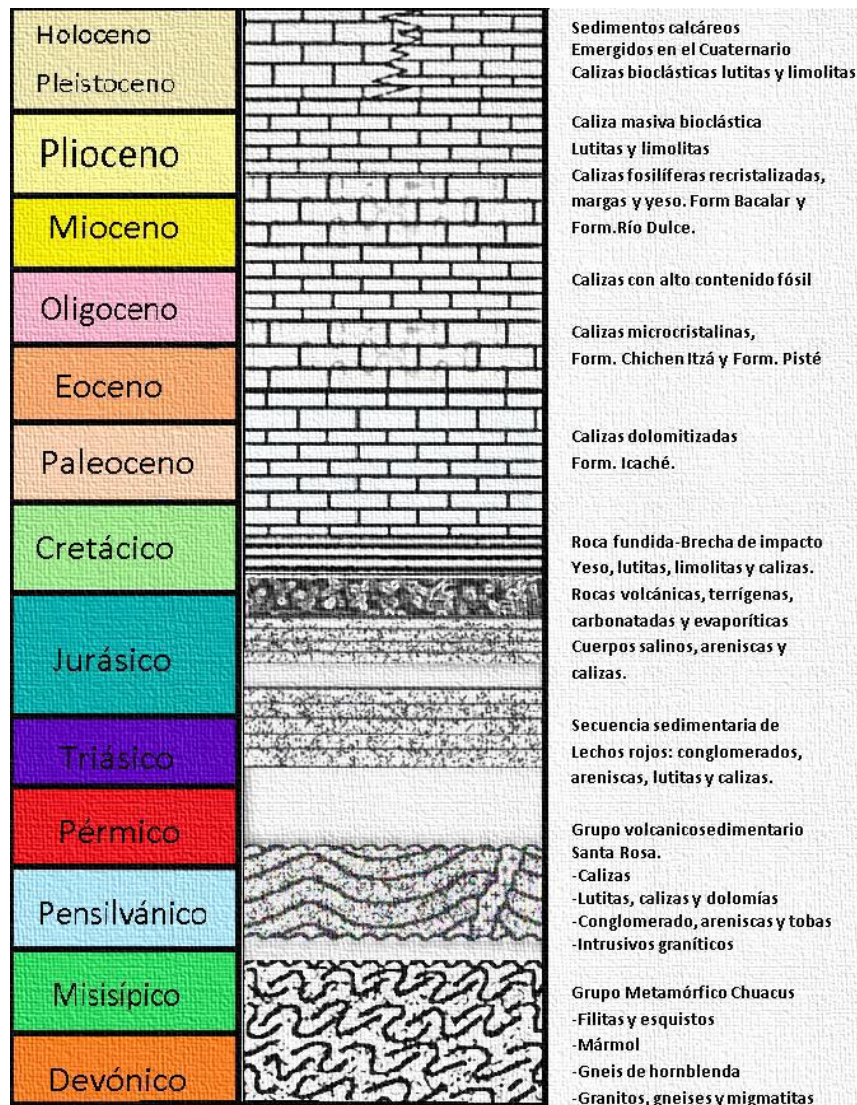 Holoceno
Pleistoceno
Plioceno
Mioceno
Oligoceno
Eoceno
Paleoceno
Cretácico
Jurásico
Triásico
Pérmico
Pensilvánico
Misisípico
Devónico
Sedimentos calcáreos
Emergidos en el Cuaternario
Calizas bioclásticas lutitas y limolitas
Caliza masiva bioclástica
Lutitas y limolitas
Calizas fosilíferas recristalizadas,
margas y yeso. Form Bacalar y
Form.Río Dulce.
Calizas con alto contenido fósil
Calizas microcristalinas,
Form. Chichen Itzá y Form. Pisté
Calizas dolomitizadas
Form. Icaché.
Roca fundida-Brecha de impacto
Yeso, lutitas, limolitas y calizas.
Rocas volcánicas, terrígenas,
carbonatadas y evaporíticas
Cuerpos salinos, areniscas y
calizas.
Secuencia sedimentaria de
Lechos rojos: conglomerados,
areniscas, lutitas y calizas.
Grupo volcanicosedimentario
Santa Rosa.
-Calizas
-Lutitas, calizas y dolomías
-Conglomerado, areniscas y tobas
-Intrusivos graníticos
Grupo Metamórfico Chuacus
-Filitas y esquistos
-Mármol
-Gneis de hornblenda
-Granitos, gneises y migmatitas